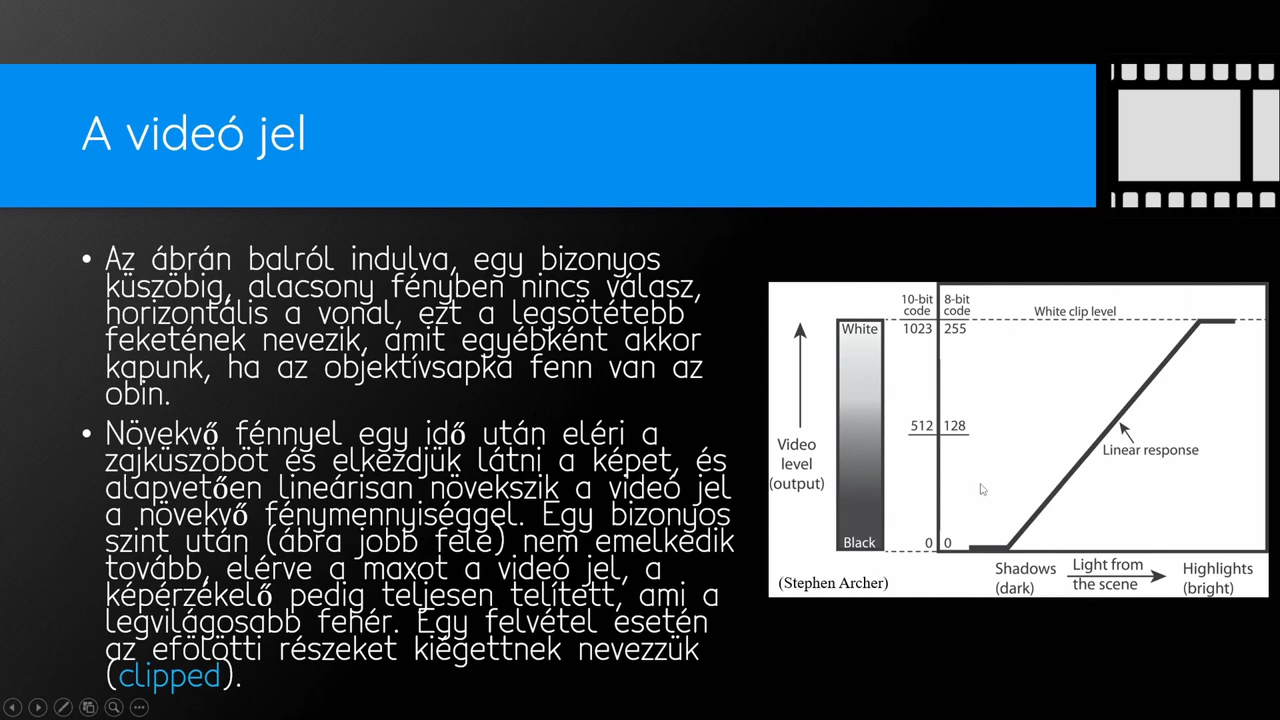 A videó jel
• Az ábrán balról indulva, egy bizonyos
küszöbig, alacsony fényben nincs válasz,
horizontális a vonal, ezt a legsötétebb
feketének nevezik, amit egyébként akkor
kapunk, ha az objektívsapka fenn van az
obin.
• Növekvő fénnyel egy idő után eléri a
zajküszöböt és elkezdjük látni a képet, és
alapvetően lineárisan növekszik a videó jel
a növekvő fénymennyiséggel. Egy bizonyos
szint után (ábra jobb fele) nem emelkedik
tovább, elérve a maxot a videó jel, a
képérzékelő pedig teljesen telített, ami a
legvilágosabb fehér. Egy felvétel esetén
az efölötti részeket kiégettnek nevezzük
(clipped).
10-bit code
8-bit code
White clip level
White
1023
255
512
128
Linear response
Video
level
(output)
Black
0
0
Shadows
(dark)
Light from
the scene
Highlights
(bright)
(Stephen Archer)